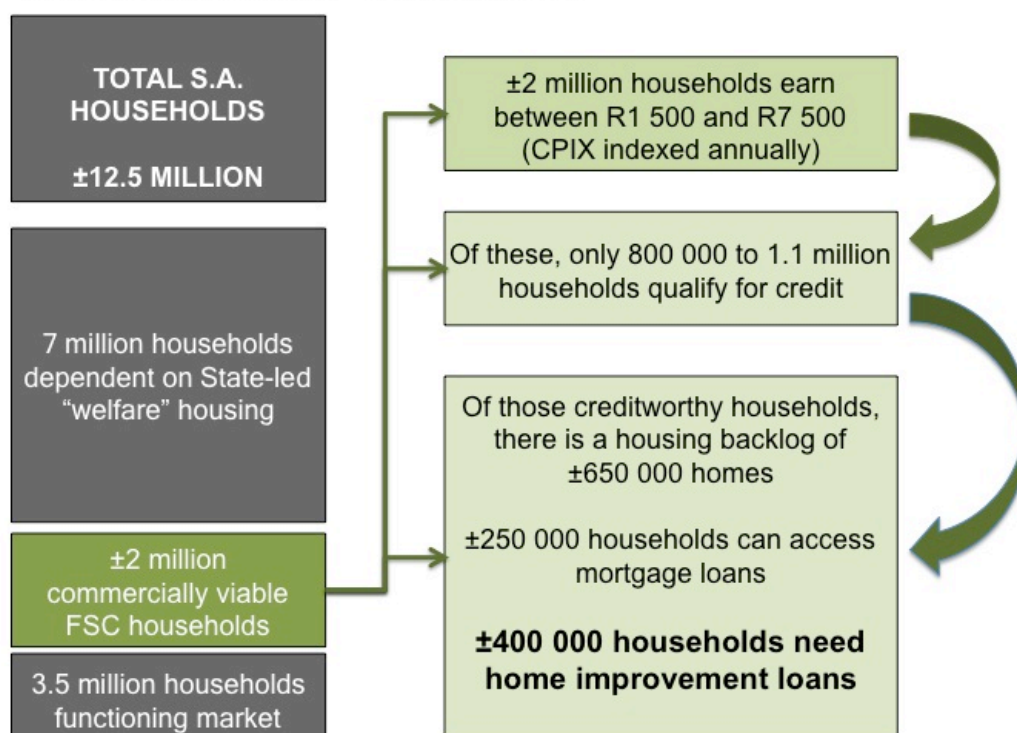 TOTAL S.A.
HOUSEHOLDS
±12.5 MILLION
7 million households
dependent on State-led
“welfare” housing
±2 million
commercially viable
FSC households
3.5 million households
functioning market
±2 million households earn
between R1 500 and R7 500
(CPIX indexed annually)
Of these, only 800 000 to 1.1 million
households qualify for credit
Of those creditworthy households,
there is a housing backlog of
±650 000 homes
±250 000 households can access
mortgage loans
±400 000 households need
home improvement loans